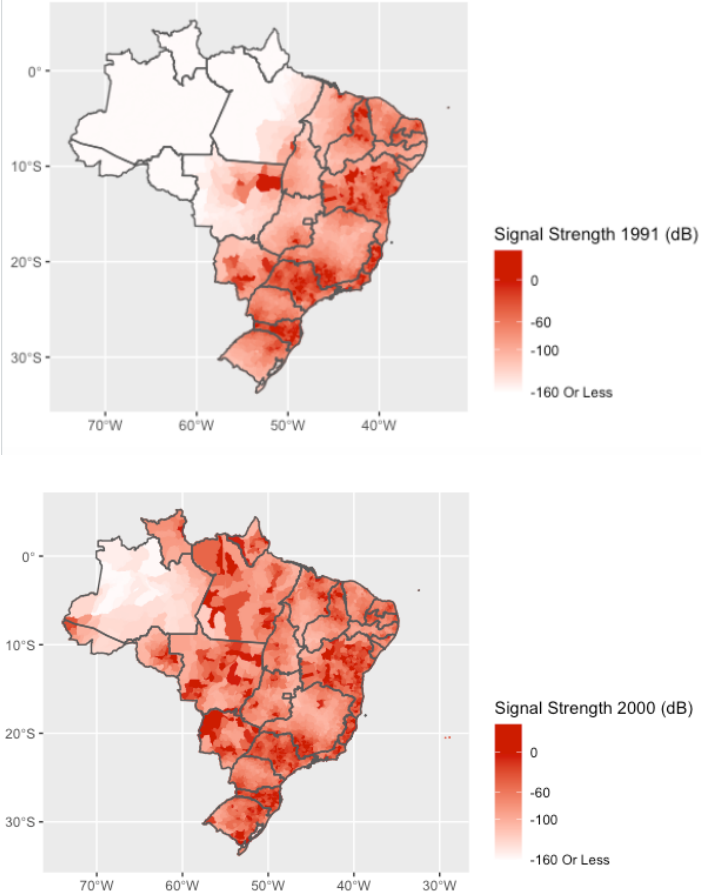 0°
10°S
20°S
30°S
70°W 60°W 50°W 40°W
Signal Strength 1991 (dB)
0
-60
-100
-160 Or Less
0°
10°S
20°S
30°S
70°W 60°W 50°W 40°W 30°W
Signal Strength 2000 (dB)
0
-60
-100
-160 Or Less